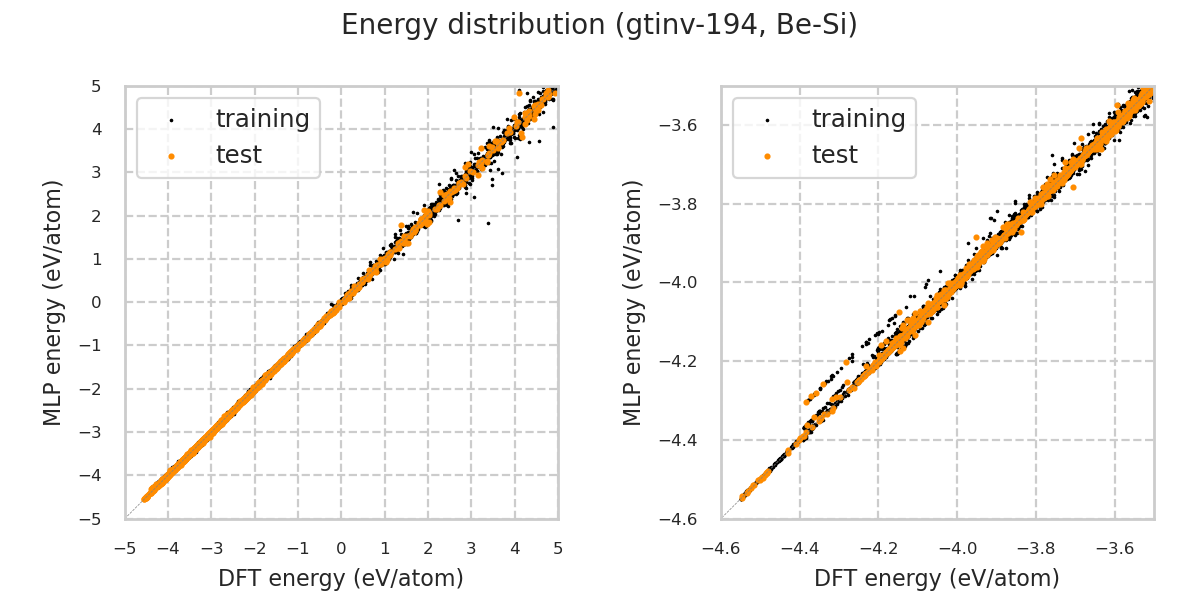 Energy distribution (gtinv-194, Be-Si)
training
test
5
4
3
2
1
0
−1
−2
−3
−4
−5
−5 −4 −3 −2 −1 0 1 2 3 4 5
MLP energy (eV/atom)
DFT energy (eV/atom)
training
test
−3.6
−3.8
−4.0
−4.2
−4.4
−4.6
−4.6 −4.4 −4.2 −4.0 −3.8 −3.6
MLP energy (eV/atom)
DFT energy (eV/atom)